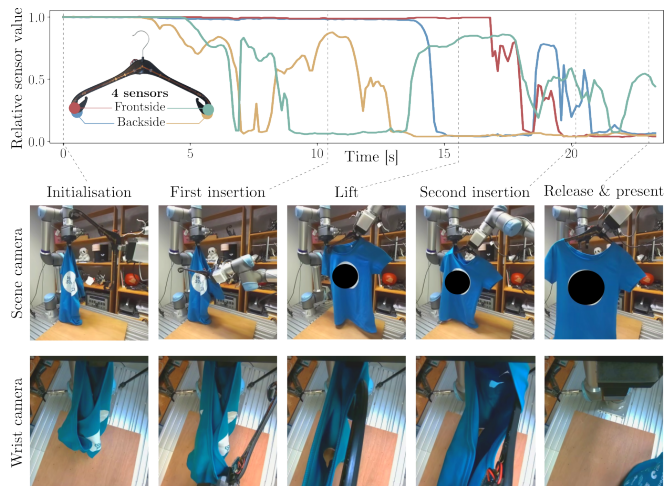 Relative sensor value
1.0
0.5
0.0
4 sensors
Frontside
Backside
0
5
10
15
20
Time [s]
Initialisation
First insertion
Lift
Second insertion
Release & present
Scene camera
Wrist camera